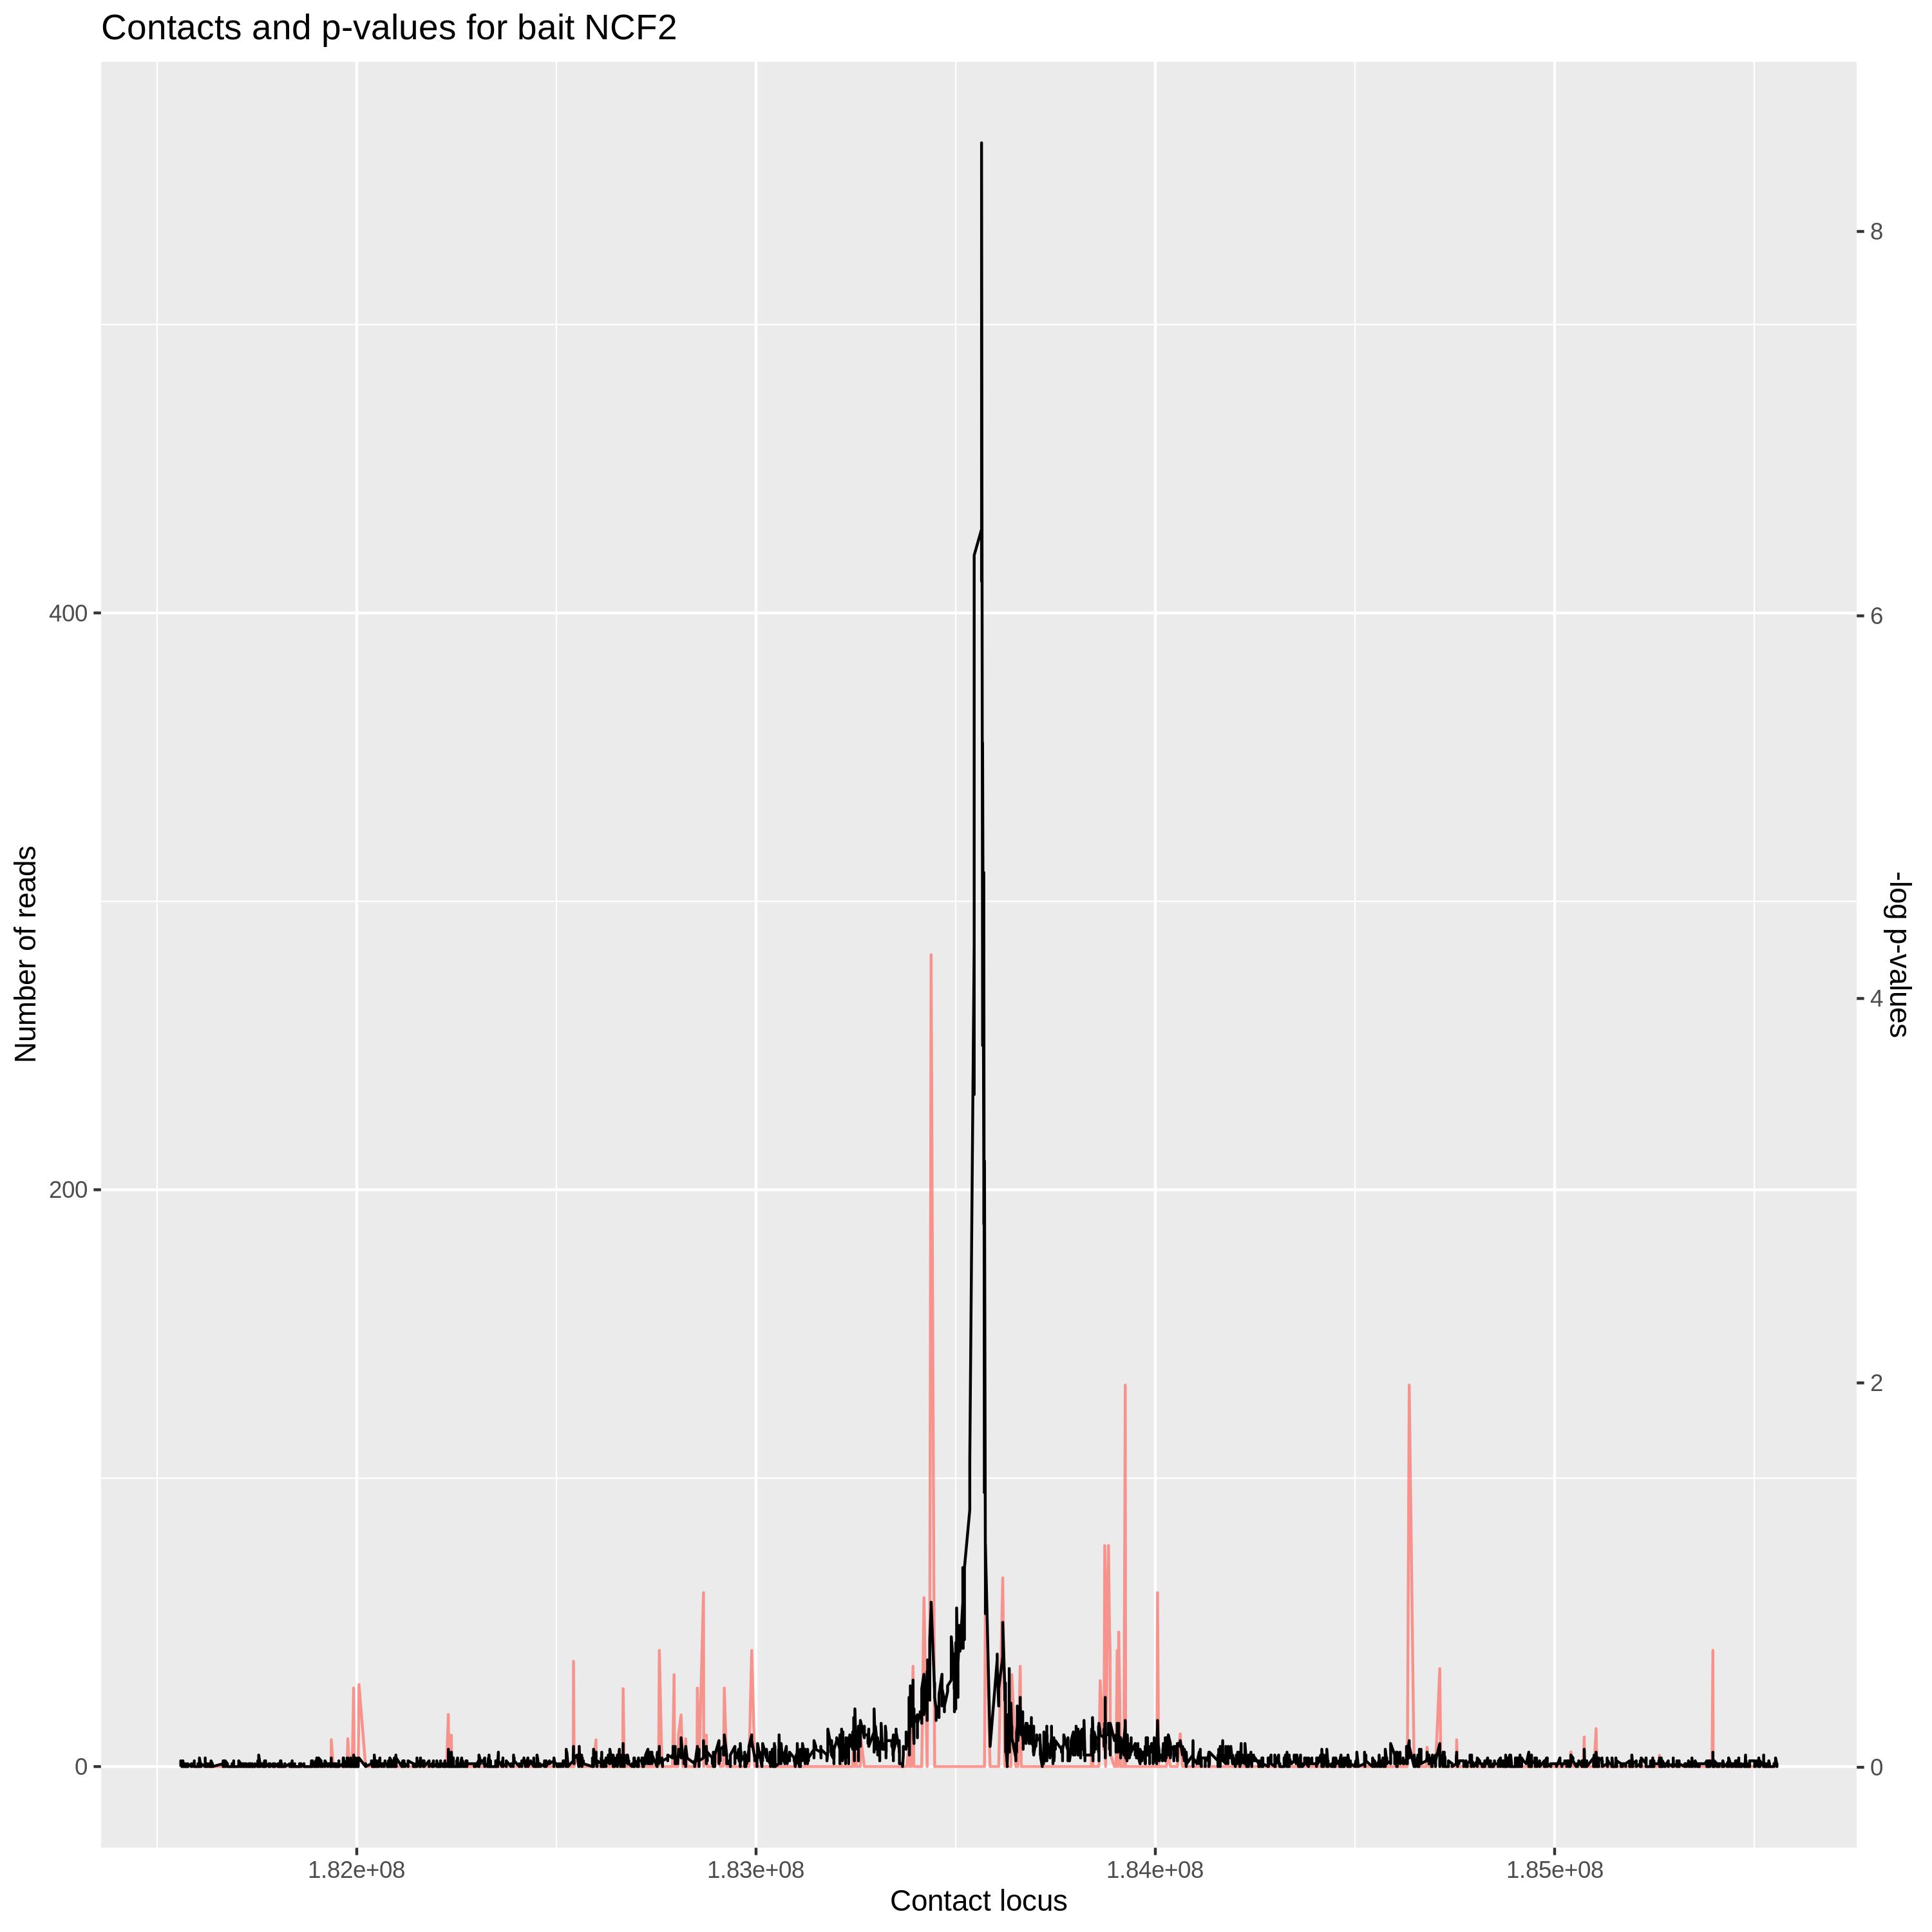 Contacts and p-values for bait NCF2
Number of reads
400
200
0
8
6
4
2
0
-log p-values
1.82e+08 1.83e+08 1.84e+08 1.85e+08
Contact locus